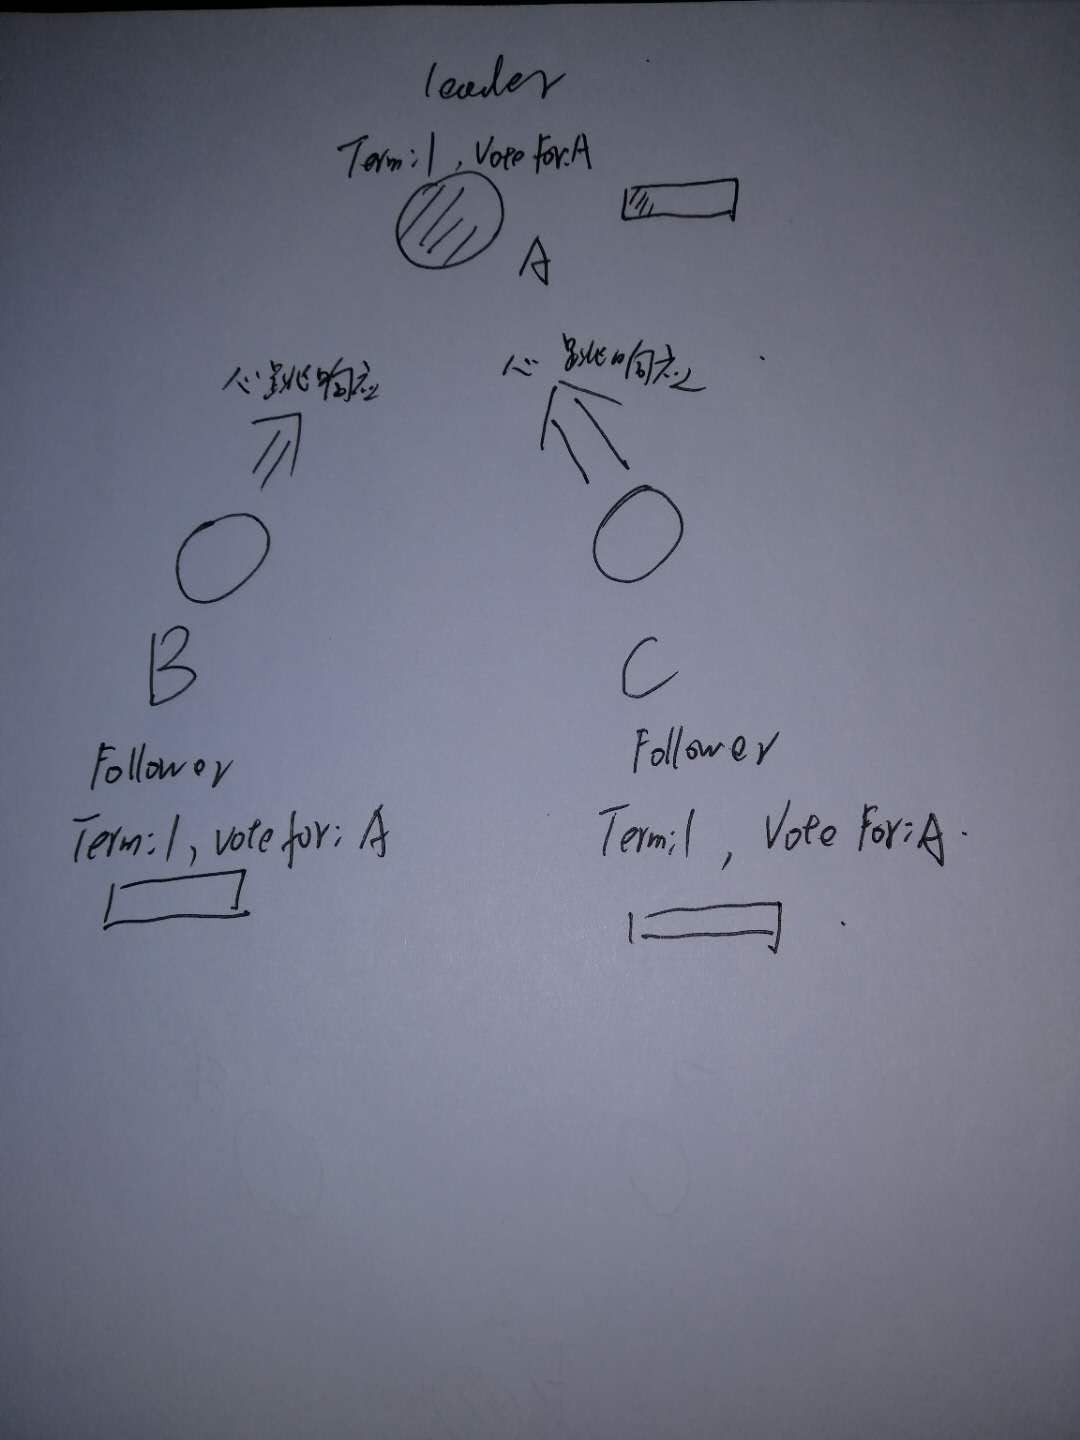 leader
Term:1, Vote For:A
A
心跳响应
心跳响应
B
C
Follower
Follower
Term:1, vote for: A
Term:1, Vote For:A.